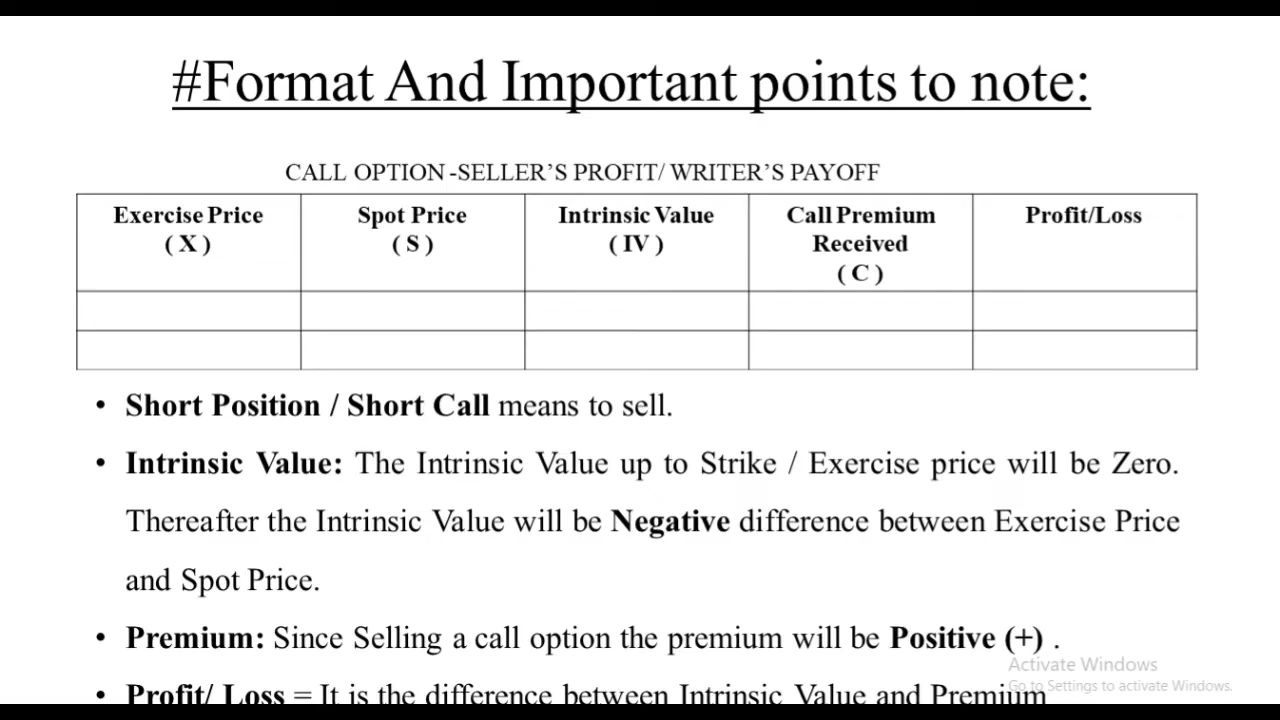 #Format And Important points to note:
CALL OPTION -SELLER'S PROFIT/ WRITER'S PAYOFF
Exercise Price Spot Price Intrinsic Value Call Premium Profit/Loss
( X ) ( S ) ( IV ) Received
( C )
• Short Position / Short Call means to sell.
• Intrinsic Value: The Intrinsic Value up to Strike / Exercise price will be Zero.
Thereafter the Intrinsic Value will be Negative difference between Exercise Price
and Spot Price.
• Premium: Since Selling a call option the premium will be Positive (+) .
Activate Windows
Go to Settings to activate Windows.
• Profit/ Loss = It is the difference between Intrinsic Value and Premium